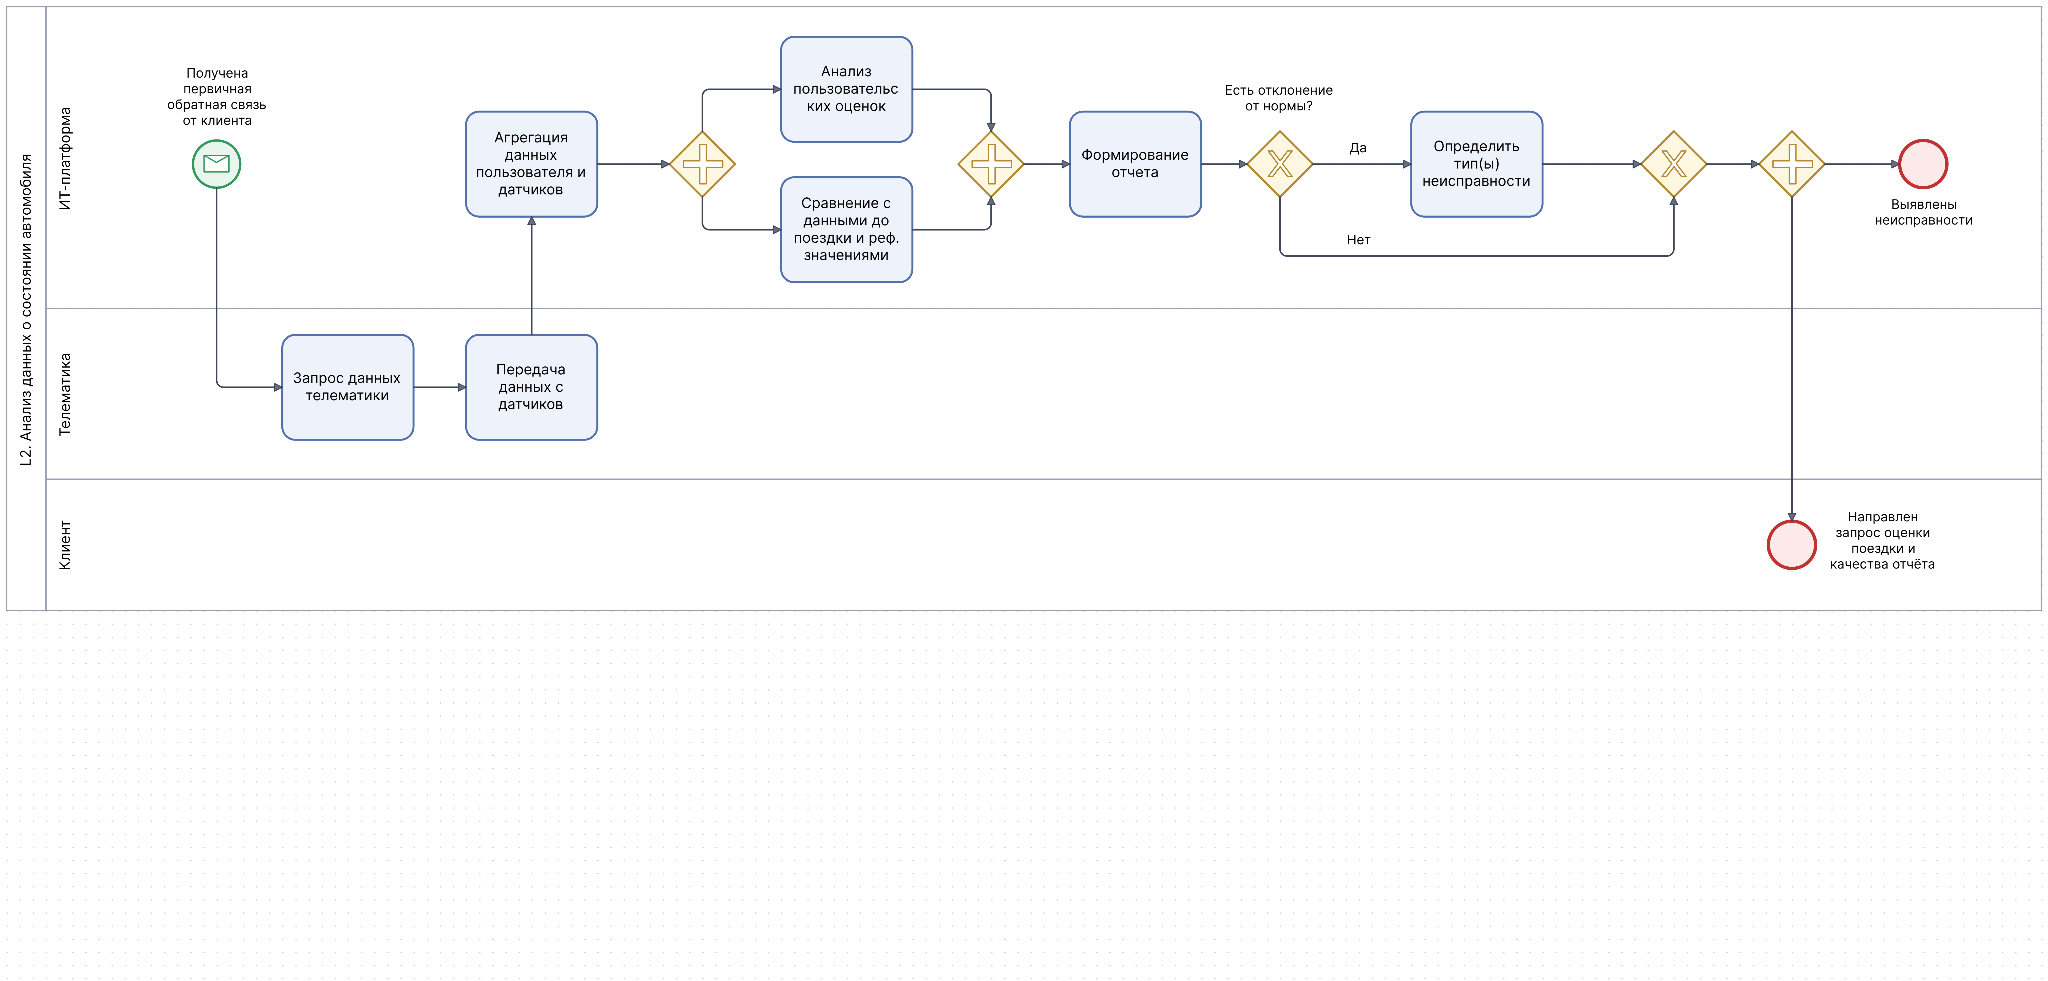 L2. Анализ данных о состоянии автомобиля
ИТ-платформа
Получена
первичная
обратная связь
от клиента
Агрегация
данных
пользователя и
датчиков
Анализ
пользовательс
ких оценок
Сравнение с
данными до
поездки и реф.
значениями
Формирование
отчета
Есть отклонение
от нормы?
Да
Нет
Определить
тип(ы)
неисправности
Выявлены
неисправности
Телематика
Запрос данных
телематики
Передача
данных с
датчиков
Клиент
Направлен
запрос оценки
поездки и
качества отчёта